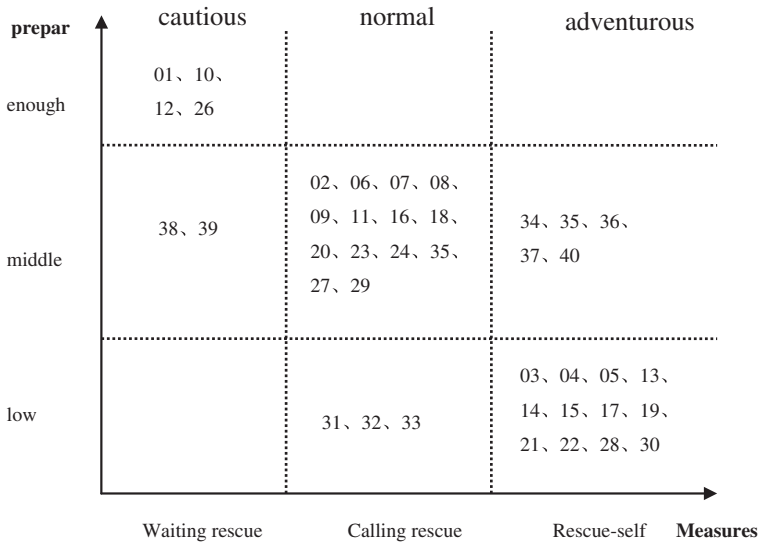 prepar
cautious
normal
adventurous
enough
01、10、
12、26
middle
38、39
02、06、07、08、
09、11、16、18、
20、23、24、35、
27、29
34、35、36、
37、40
low
31、32、33
03、04、05、13、
14、15、17、19、
21、22、28、30
Waiting rescue
Calling rescue
Rescue-self
Measures